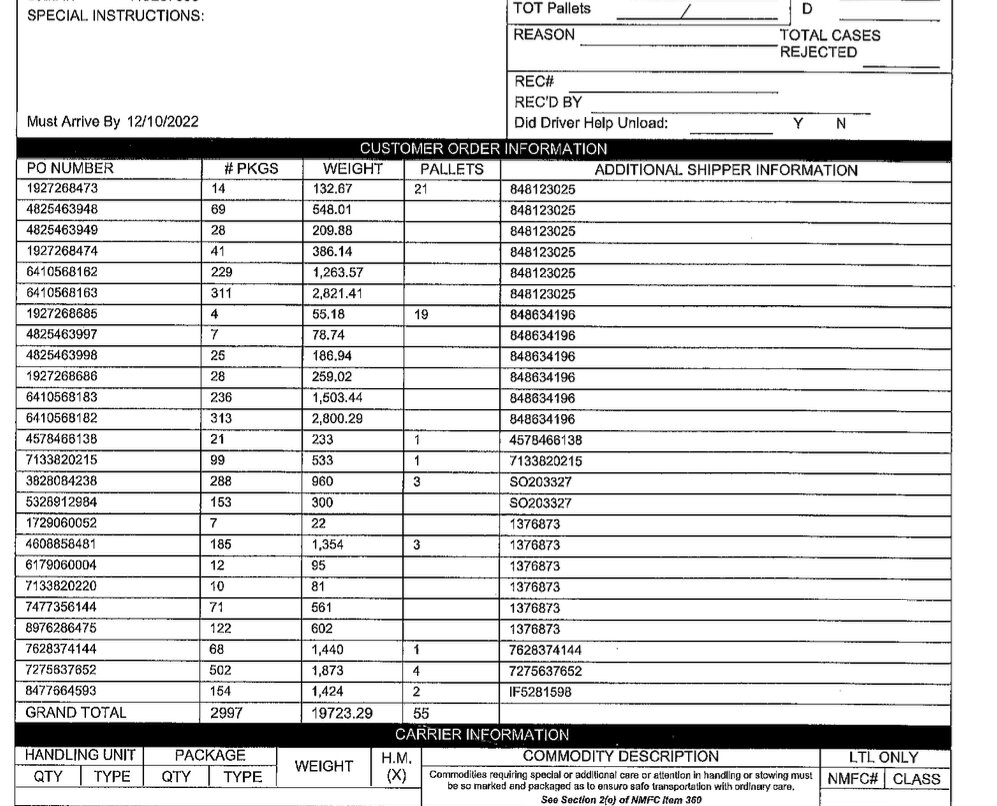 SPECIAL INSTRUCTIONS:
TOT Pallets / D
REASON TOTAL CASES
REJECTED
REC#
REC'D BY
Must Arrive By 12/10/2022
Did Driver Help Unload: Y N
CUSTOMER ORDER INFORMATION
PO NUMBER # PKGS WEIGHT PALLETS ADDITIONAL SHIPPER INFORMATION
1927268473 14 132.67 21 848123025
4825463948 69 548.01 848123025
4825463949 28 209.88 848123025
1927268474 41 386.14 848123025
6410568162 229 1,263.57 848123025
6410568163 311 2,821.41 848123025
1927268685 4 55.18 19 848634196
4825463997 7 78.74 848634196
4825463998 25 186.94 848634196
1927268686 28 259.02 848634196
6410568183 236 1,503.44 848634196
6410568182 313 2,800.29 848634196
4578466138 21 233 1 4578466138
7133820215 99 533 1 7133820215
3828084238 288 960 3 SO203327
5328912984 153 300 SO203327
1729060052 7 22 1376873
4608858481 185 1,354 3 1376873
6179060004 12 95 1376873
7133820220 10 81 1376873
7477356144 71 561 1376873
8976286475 122 602 1376873
7628374144 68 1,440 1 7628374144
7275637652 502 1,873 4 7275637652
8477664593 154 1,424 2 IF5281598
GRAND TOTAL 2997 19723.29 55
CARRIER INFORMATION
HANDLING UNIT PACKAGE WEIGHT H.M. (X) COMMODITY DESCRIPTION LTL ONLY
QTY TYPE QTY TYPE NMFC# CLASS
Commodities requiring special or additional care or attention in handling or stowing must
be so marked and packaged as to ensure safe transportation with ordinary care.
See Section 2(e) of NMFC Item 360